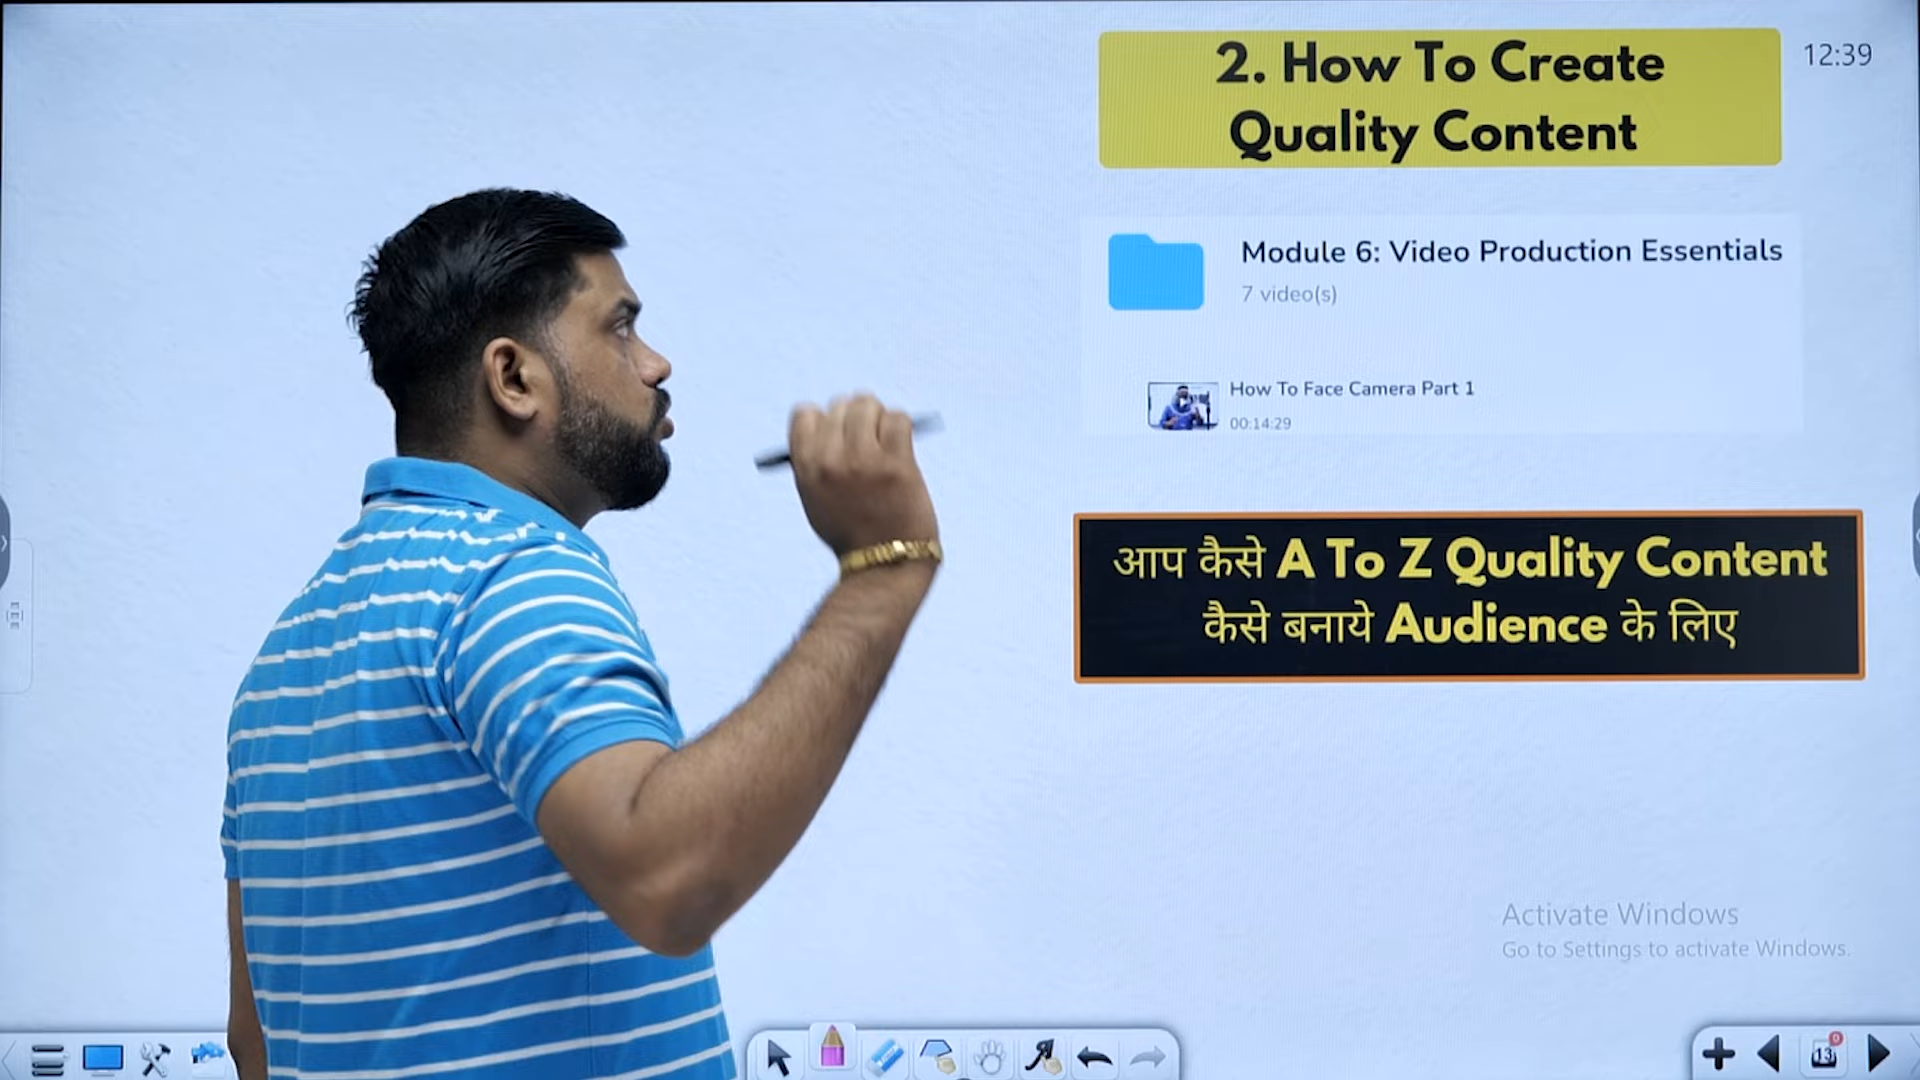 2. How To Create
Quality Content
12:39
Module 6: Video Production Essentials
7 video(s)
How To Face Camera Part 1
00:14:29
आप कैसे A To Z Quality Content
कैसे बनाये Audience के लिए
Activate Windows
Go to Settings to activate Windows.
13
0